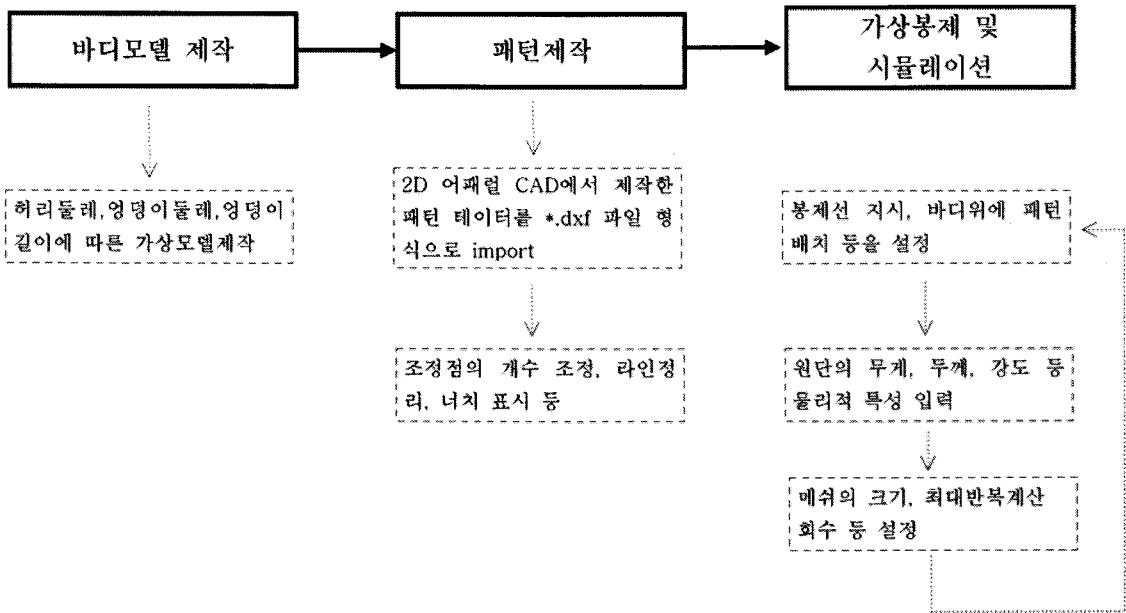 바디모델 제작
패턴제작
가상봉제 및
시뮬레이션
허리둘레,엉덩이둘레,엉덩이
길이에 따른 가상모델제작
2D 어패럴 CAD에서 제작한
패턴 데이터를 *.dxf 파일 형
식으로 import
조정점의 개수 조정, 라인정
리, 너치 표시 등
봉제선 지시, 바디위에 패턴
배치 등을 설정
원단의 무게, 두께, 강도 등
물리적 특성 입력
메쉬의 크기, 최대반복계산
회수 등 설정